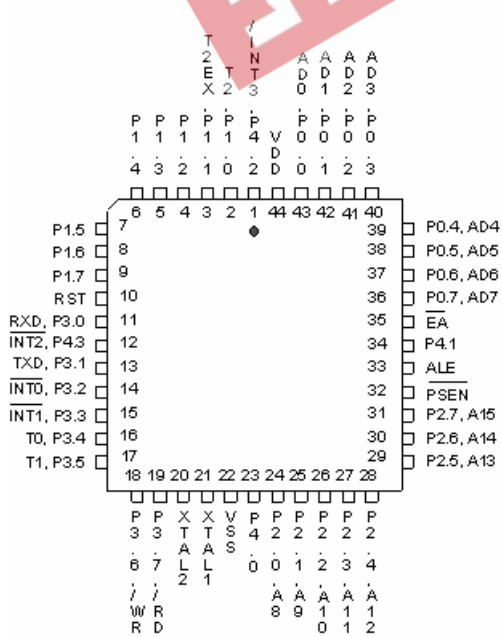 T2EX, P1.1
T2, P1.0
/INT3, P4.2
AD0, P0.0
AD1, P0.1
AD2, P0.2
AD3, P0.3
P1.4
P1.3
P1.2
VDD
6 5 4 3 2 1 44 43 42 41 40
P1.5 7
P1.6 8
P1.7 9
RST 10
RXD, P3.0 11
INT2, P4.3 12
TXD, P3.1 13
INT0, P3.2 14
INT1, P3.3 15
T0, P3.4 16
T1, P3.5 17
39 P0.4, AD4
38 P0.5, AD5
37 P0.6, AD6
36 P0.7, AD7
35 EA
34 P4.1
33 ALE
32 PSEN
31 P2.7, A15
30 P2.6, A14
29 P2.5, A13
18 19 20 21 22 23 24 25 26 27 28
P3.6, /WR
P3.7, /RD
XTAL2
XTAL1
VSS
P4.0
P2.0, A8
P2.1, A9
P2.2, A10
P2.3, A11
P2.4, A12